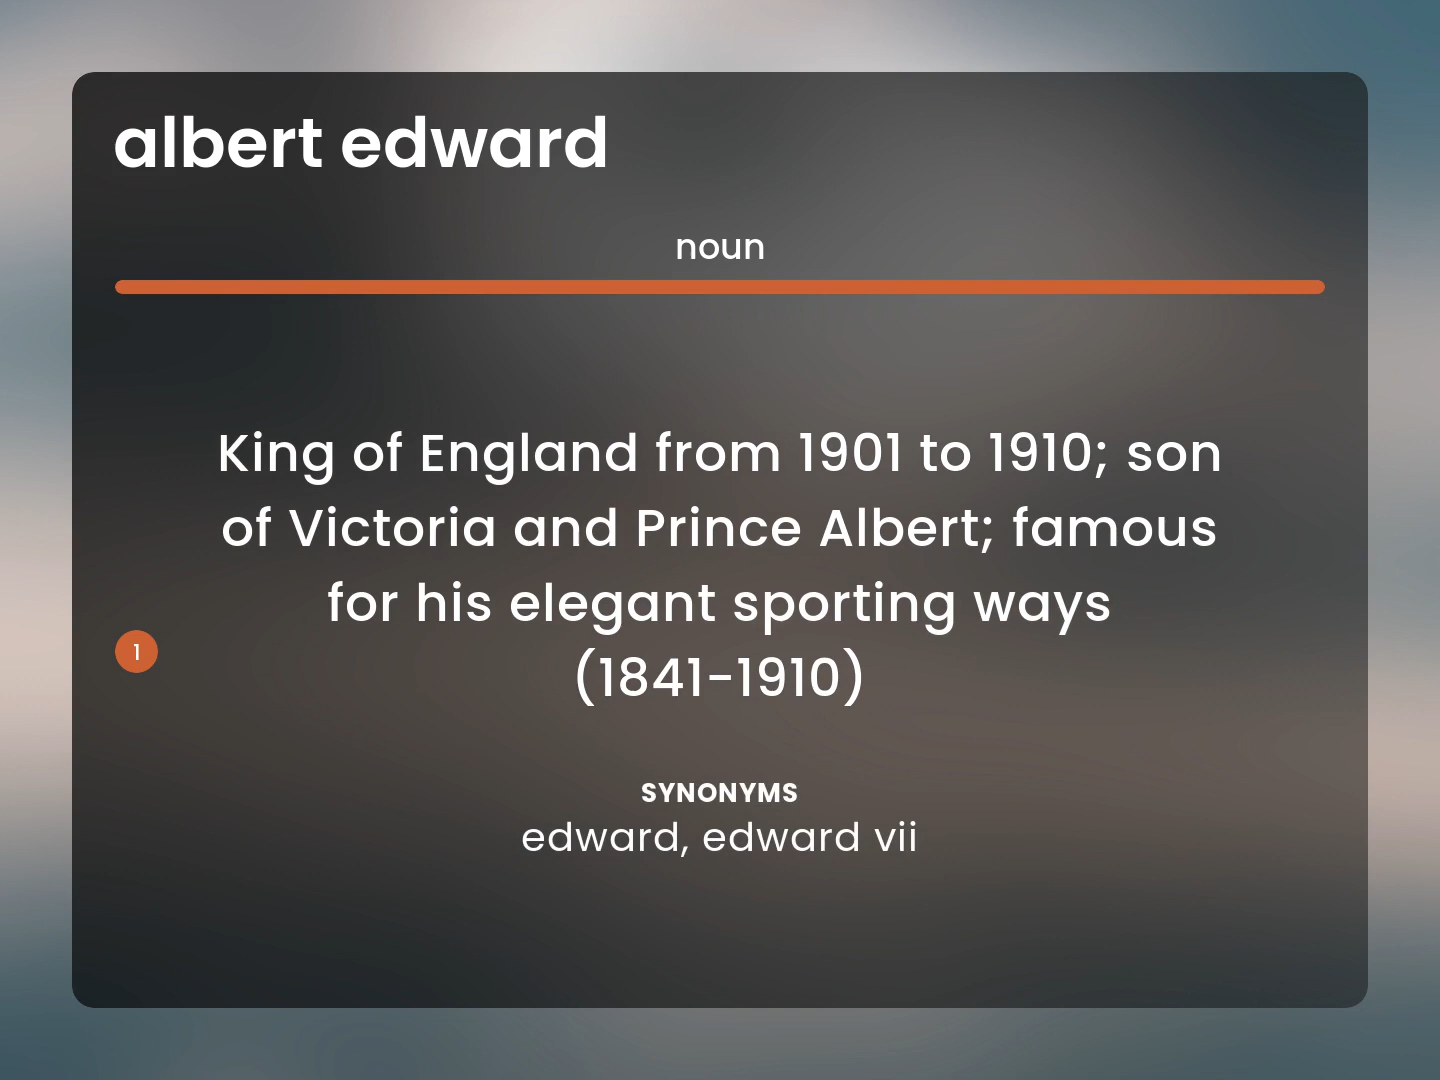 albert edward
noun
King of England from 1901 to 1910; son
of Victoria and Prince Albert; famous
for his elegant sporting ways
1
(1841-1910)
SYNONYMS
edward, edward vii